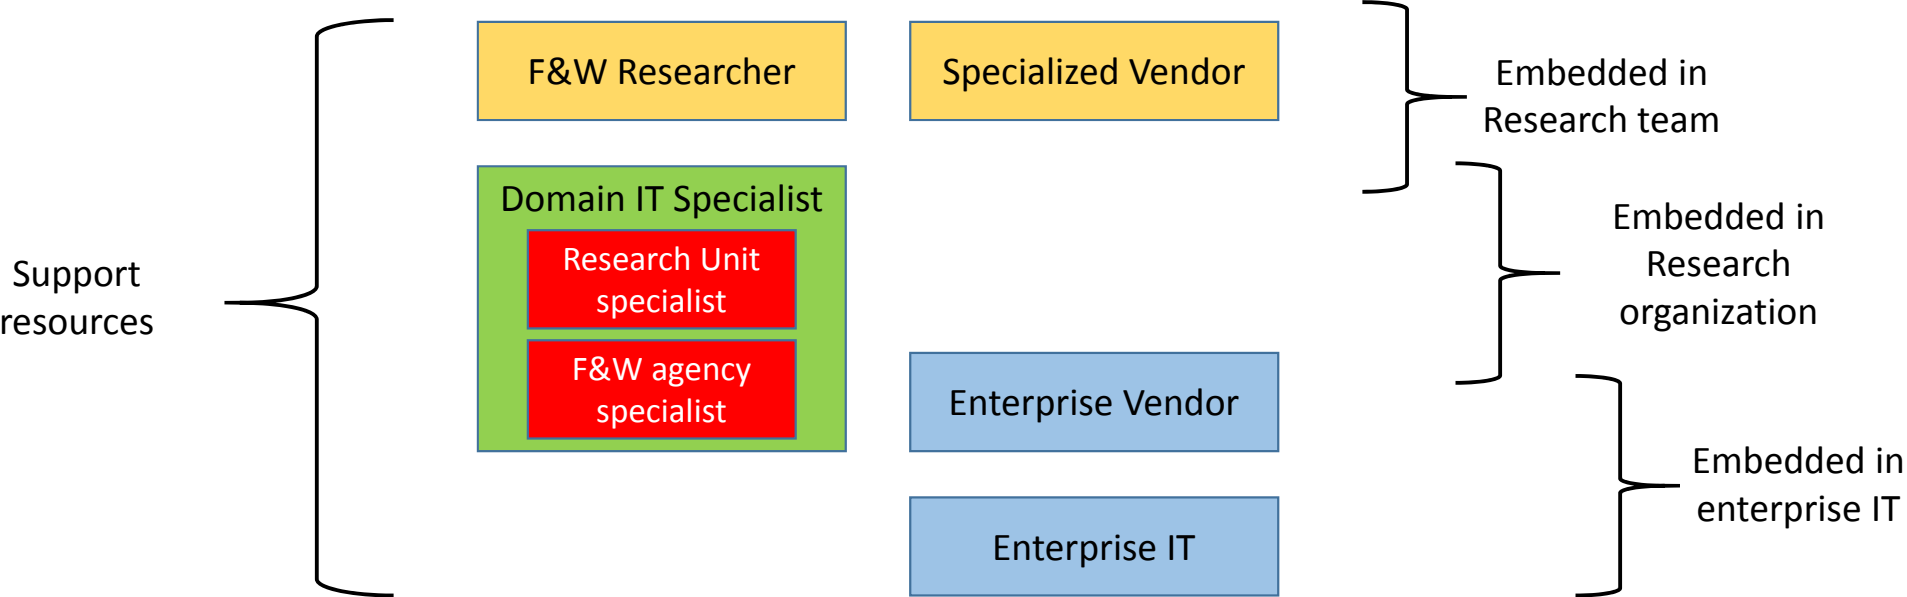 Support
resources
F&W Researcher
Specialized Vendor
Domain IT Specialist
Research Unit
specialist
F&W agency
specialist
Enterprise Vendor
Enterprise IT
Embedded in
Research team
Embedded in
Research
organization
Embedded in
enterprise IT